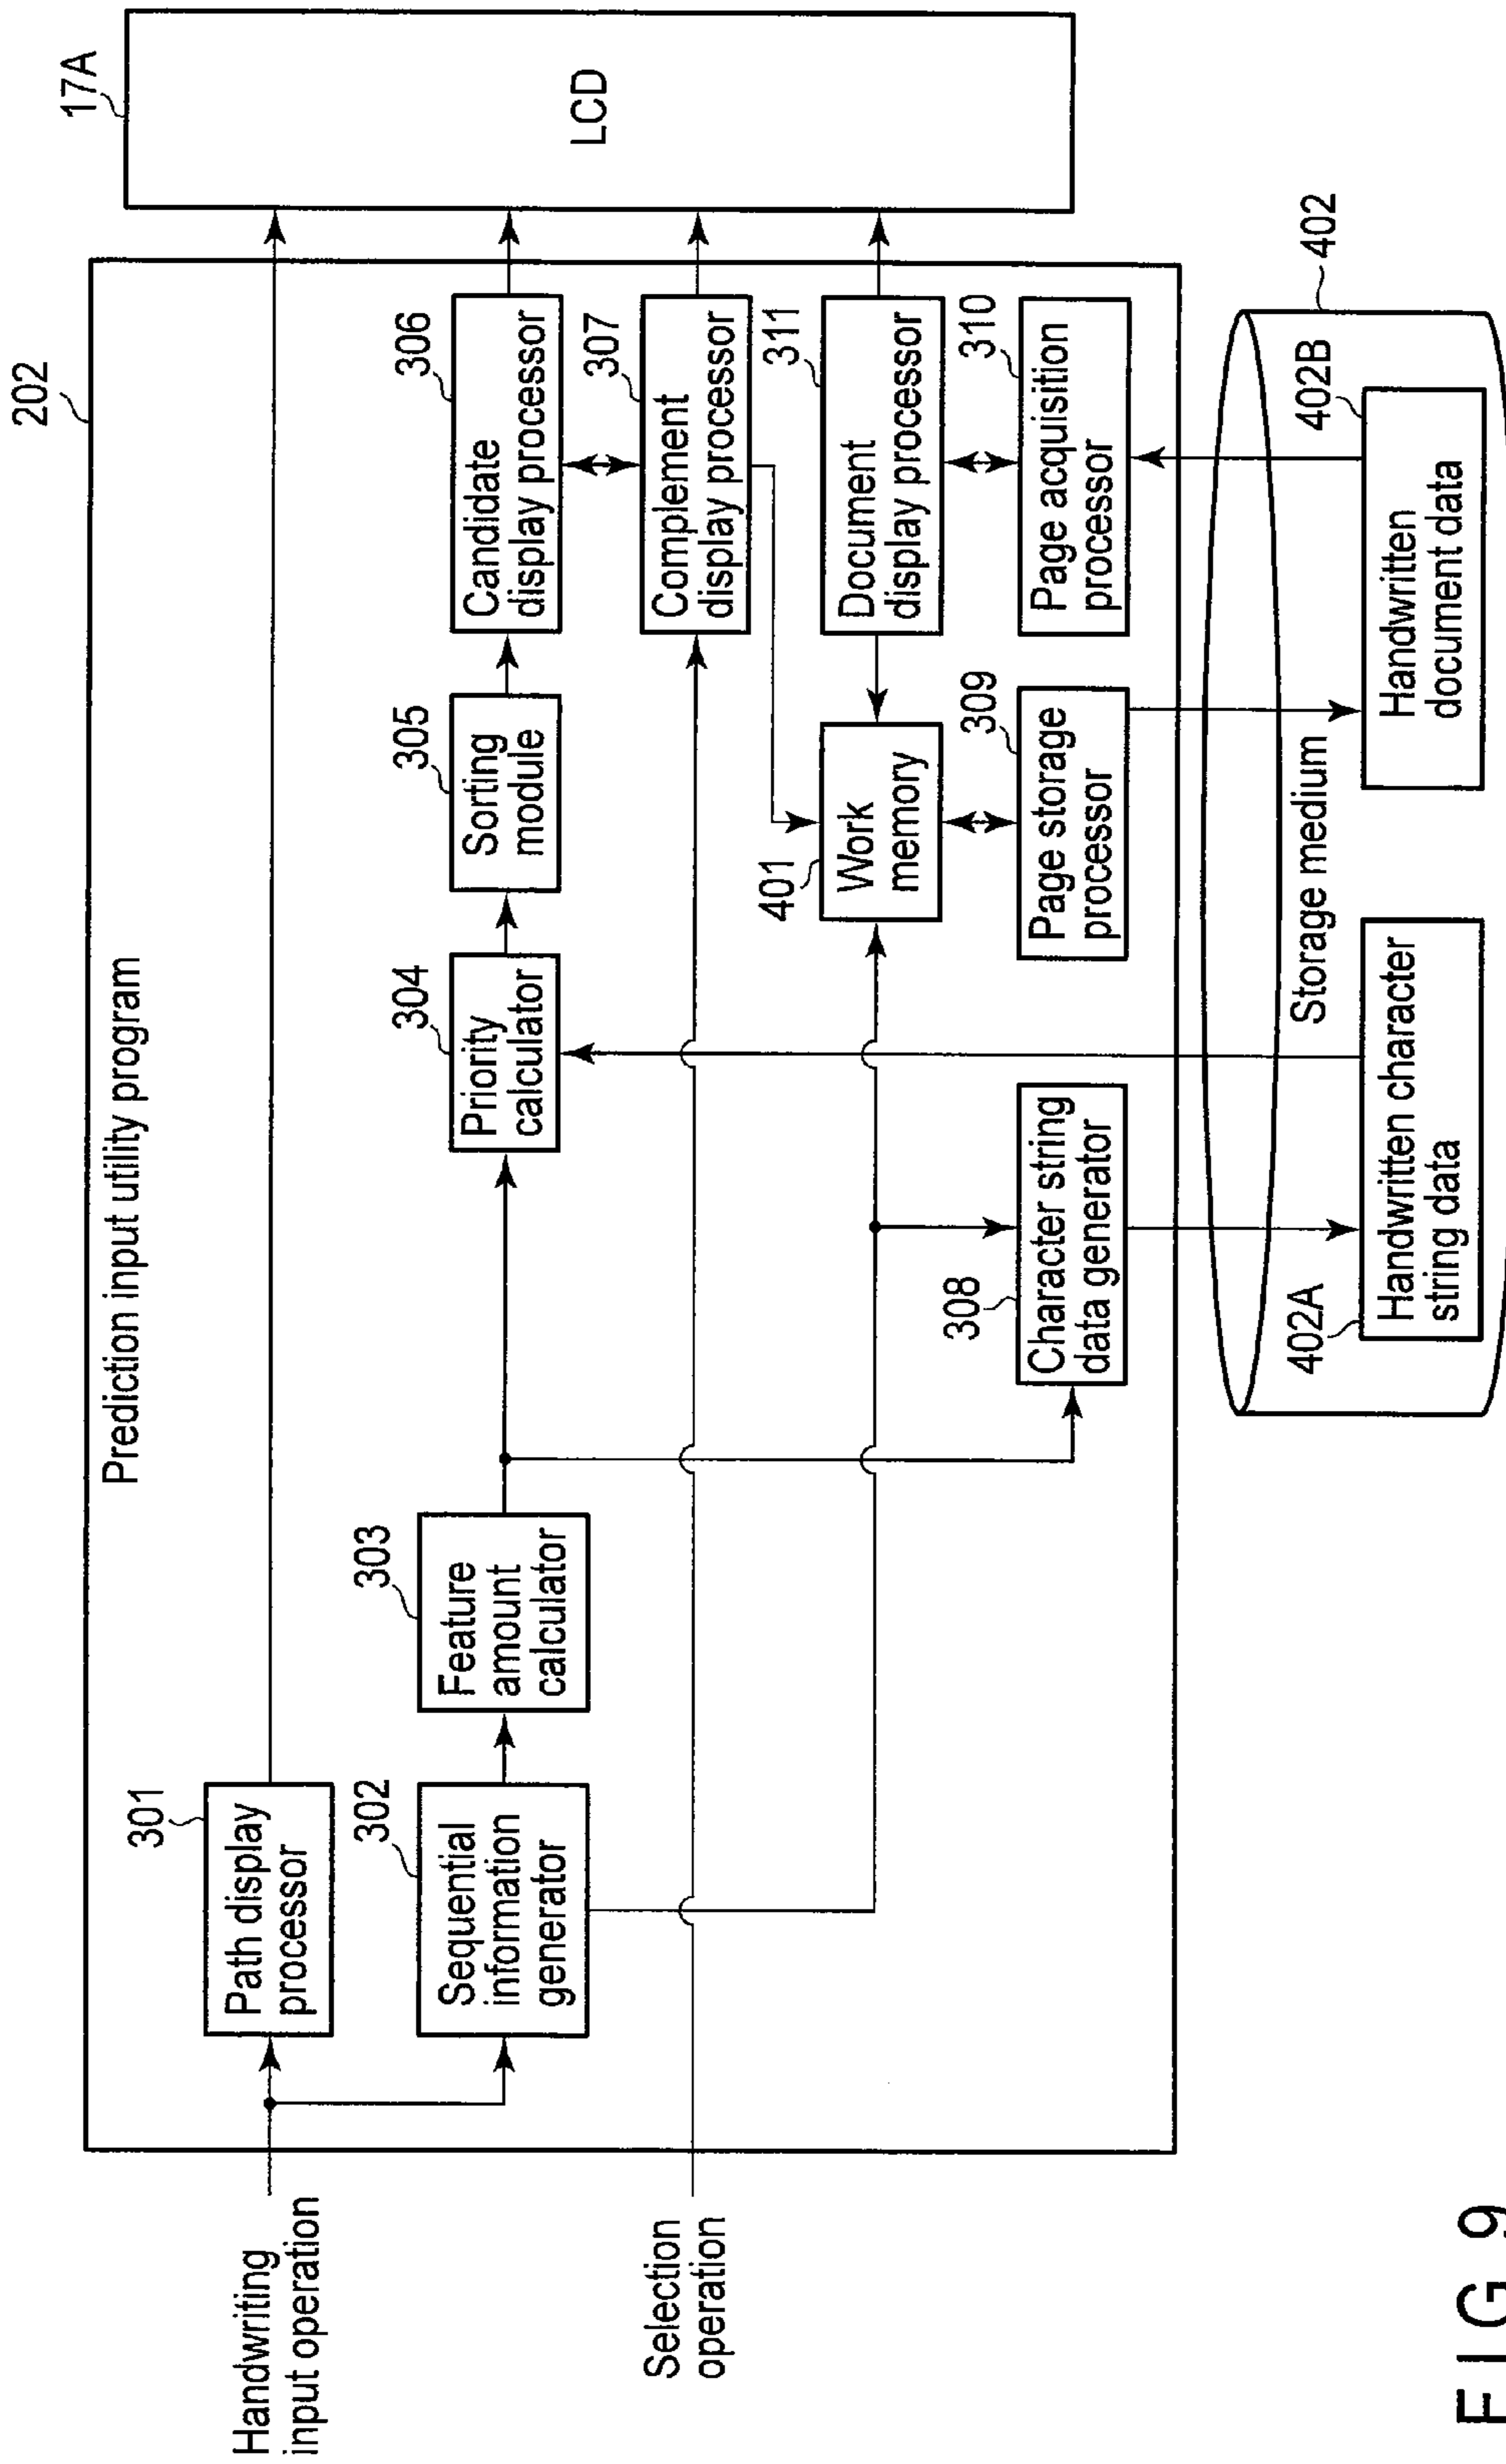 202
Prediction input utility program
17A
LCD
Handwriting
input operation
301
Path display
processor
302
Sequential
information
generator
303
Feature
amount
calculator
304
Priority
calculator
305
Sorting
module
306
Candidate
display processor
Selection
operation
307
Complement
display processor
401
Work
memory
311
Document
display processor
308
Character string
data generator
309
Page storage
processor
310
Page acquisition
processor
402
Storage medium
402A
Handwritten character
string data
402B
Handwritten
document data
FIG 9